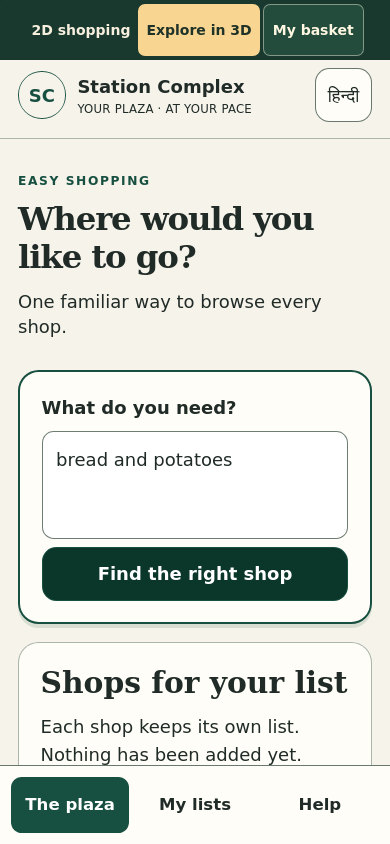 2D shopping
Explore in 3D
My basket
SC
Station Complex
YOUR PLAZA · AT YOUR PACE
हिन्दी
EASY SHOPPING
Where would you
like to go?
One familiar way to browse every
shop.
What do you need?
bread and potatoes
Find the right shop
Shops for your list
Each shop keeps its own list.
Nothing has been added yet.
The plaza
My lists
Help